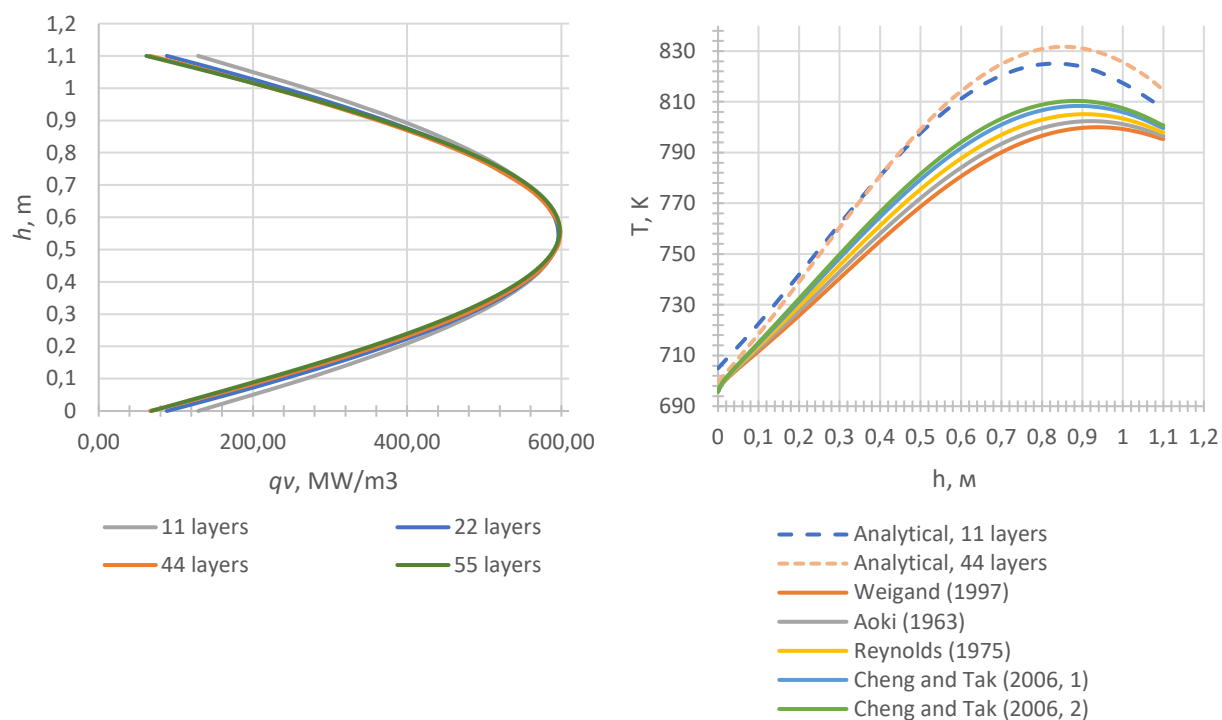 1,2
1,1
1
0,9
0,8
0,7
0,6
0,5
0,4
0,3
0,2
0,1
0
h, m
0,00
200,00
400,00
600,00
qv, MW/m3
11 layers
22 layers
44 layers
55 layers
830
810
790
770
750
730
710
690
T, K
0
0,1
0,2
0,3
0,4
0,5
0,6
0,7
0,8
0,9
1
1,1
1,2
h, м
Analytical, 11 layers
Analytical, 44 layers
Weigand (1997)
Aoki (1963)
Reynolds (1975)
Cheng and Tak (2006, 1)
Cheng and Tak (2006, 2)